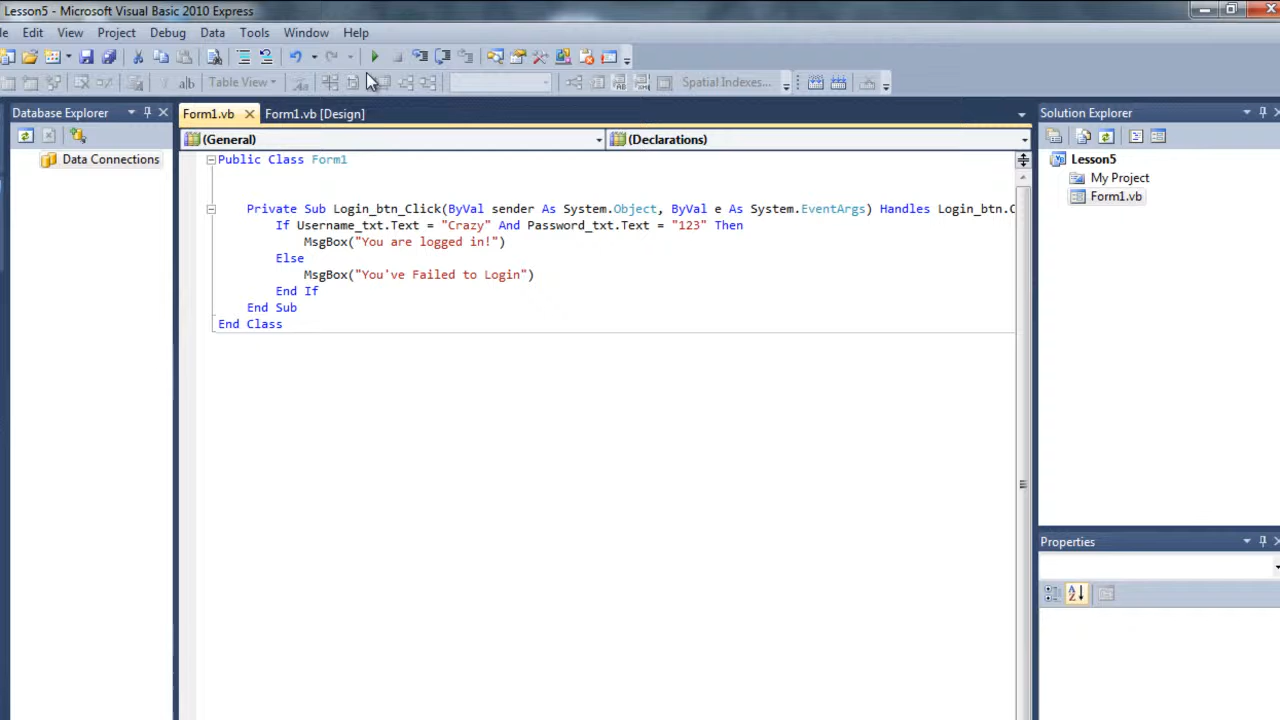 Lesson5 - Microsoft Visual Basic 2010 Express
Edit View Project Debug Data Tools Window Help
ab| Table View Spatial Indexes...
Database Explorer
Data Connections
Form1.vb Form1.vb [Design]
(General) (Declarations)
Public Class Form1
Private Sub Login_btn_Click(ByVal sender As System.Object, ByVal e As System.EventArgs) Handles Login_btn.C
If Username_txt.Text = "Crazy" And Password_txt.Text = "123" Then
MsgBox("You are logged in!")
Else
MsgBox("You've Failed to Login")
End If
End Sub
End Class
Solution Explorer
Lesson5
My Project
Form1.vb
Properties